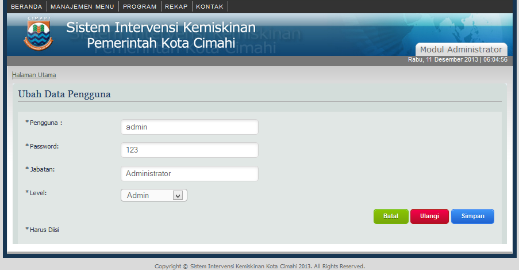 BERANDA | MANAJEMEN MENU | PROGRAM | REKAP | KONTAK
Sistem Intervensi Kemiskinan
Pemerintah Kota Cimahi
Modul Administrator
Rabu, 11 Desember 2013 | 06:04:56
Halaman Utama
Ubah Data Pengguna
*Pengguna : admin
*Password: 123
*Jabatan: Administrator
*Level: Admin
Batal Ulangi Simpan
*Harus Diisi
Copyright © Sistem Intervensi Kemiskinan Kota Cimahi 2013. All Rights Reserved.